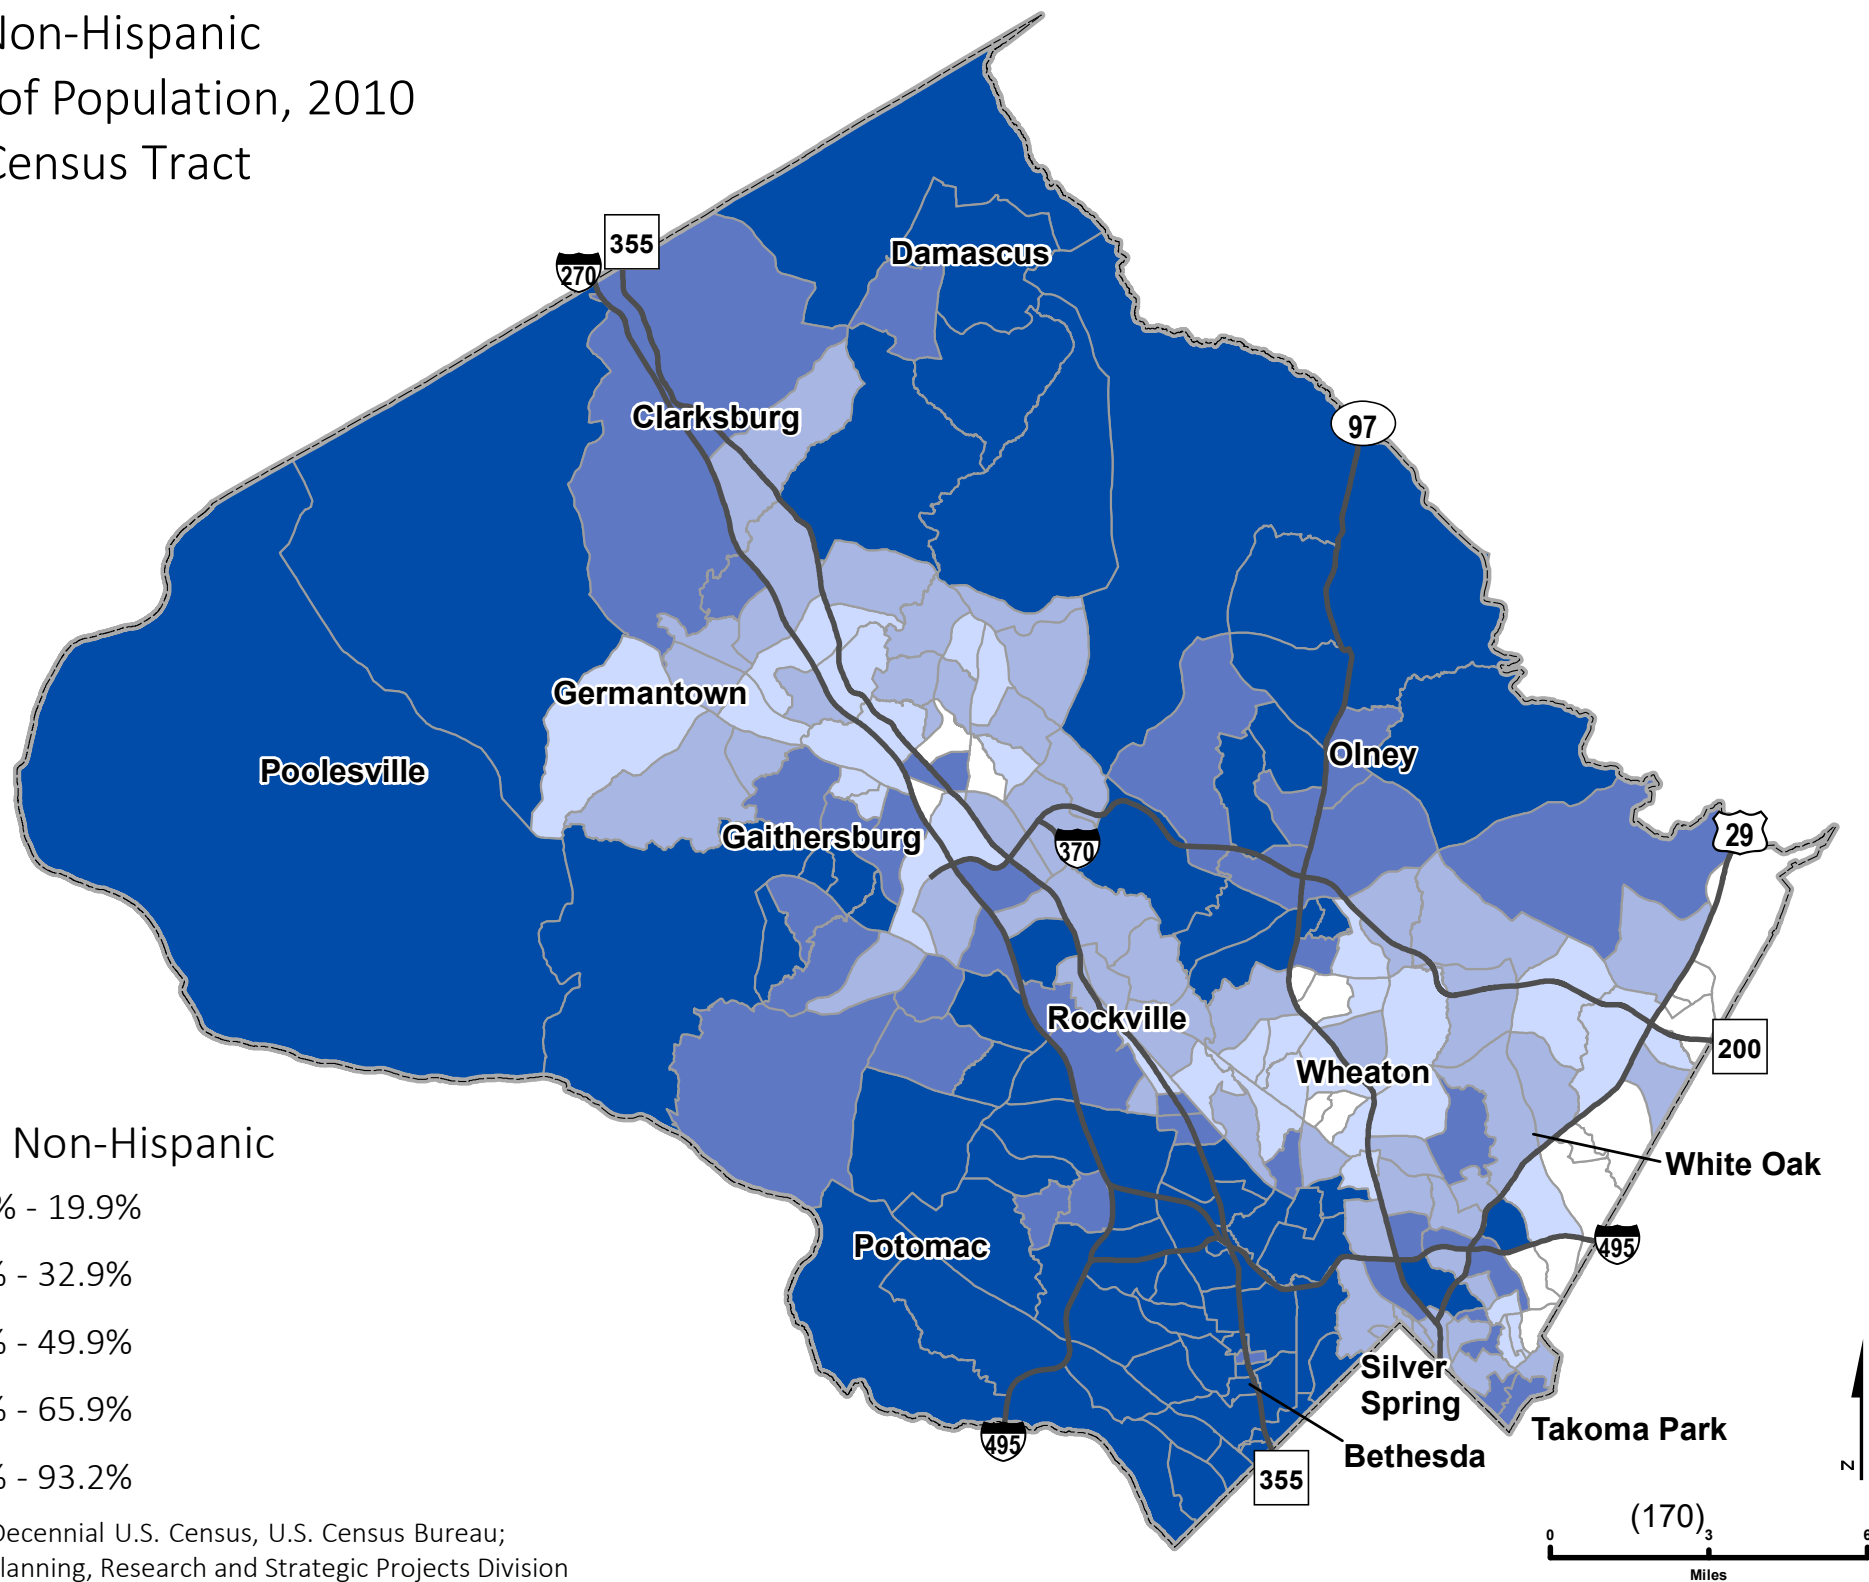 Non-Hispanic
of Population, 2010
Census Tract
355
270
Damascus
Clarksburg
97
Germantown
Olney
Poolesville
29
Gaithersburg
370
Rockville
200
Wheaton
Non-Hispanic
White Oak
% - 19.9%
495
Potomac
% - 32.9%
% - 49.9%
Silver
Spring
% - 65.9%
Takoma Park
495
Bethesda
355
% - 93.2%
N
(170)
0 3 6
Miles
Decennial U.S. Census, U.S. Census Bureau;
lanning, Research and Strategic Projects Division